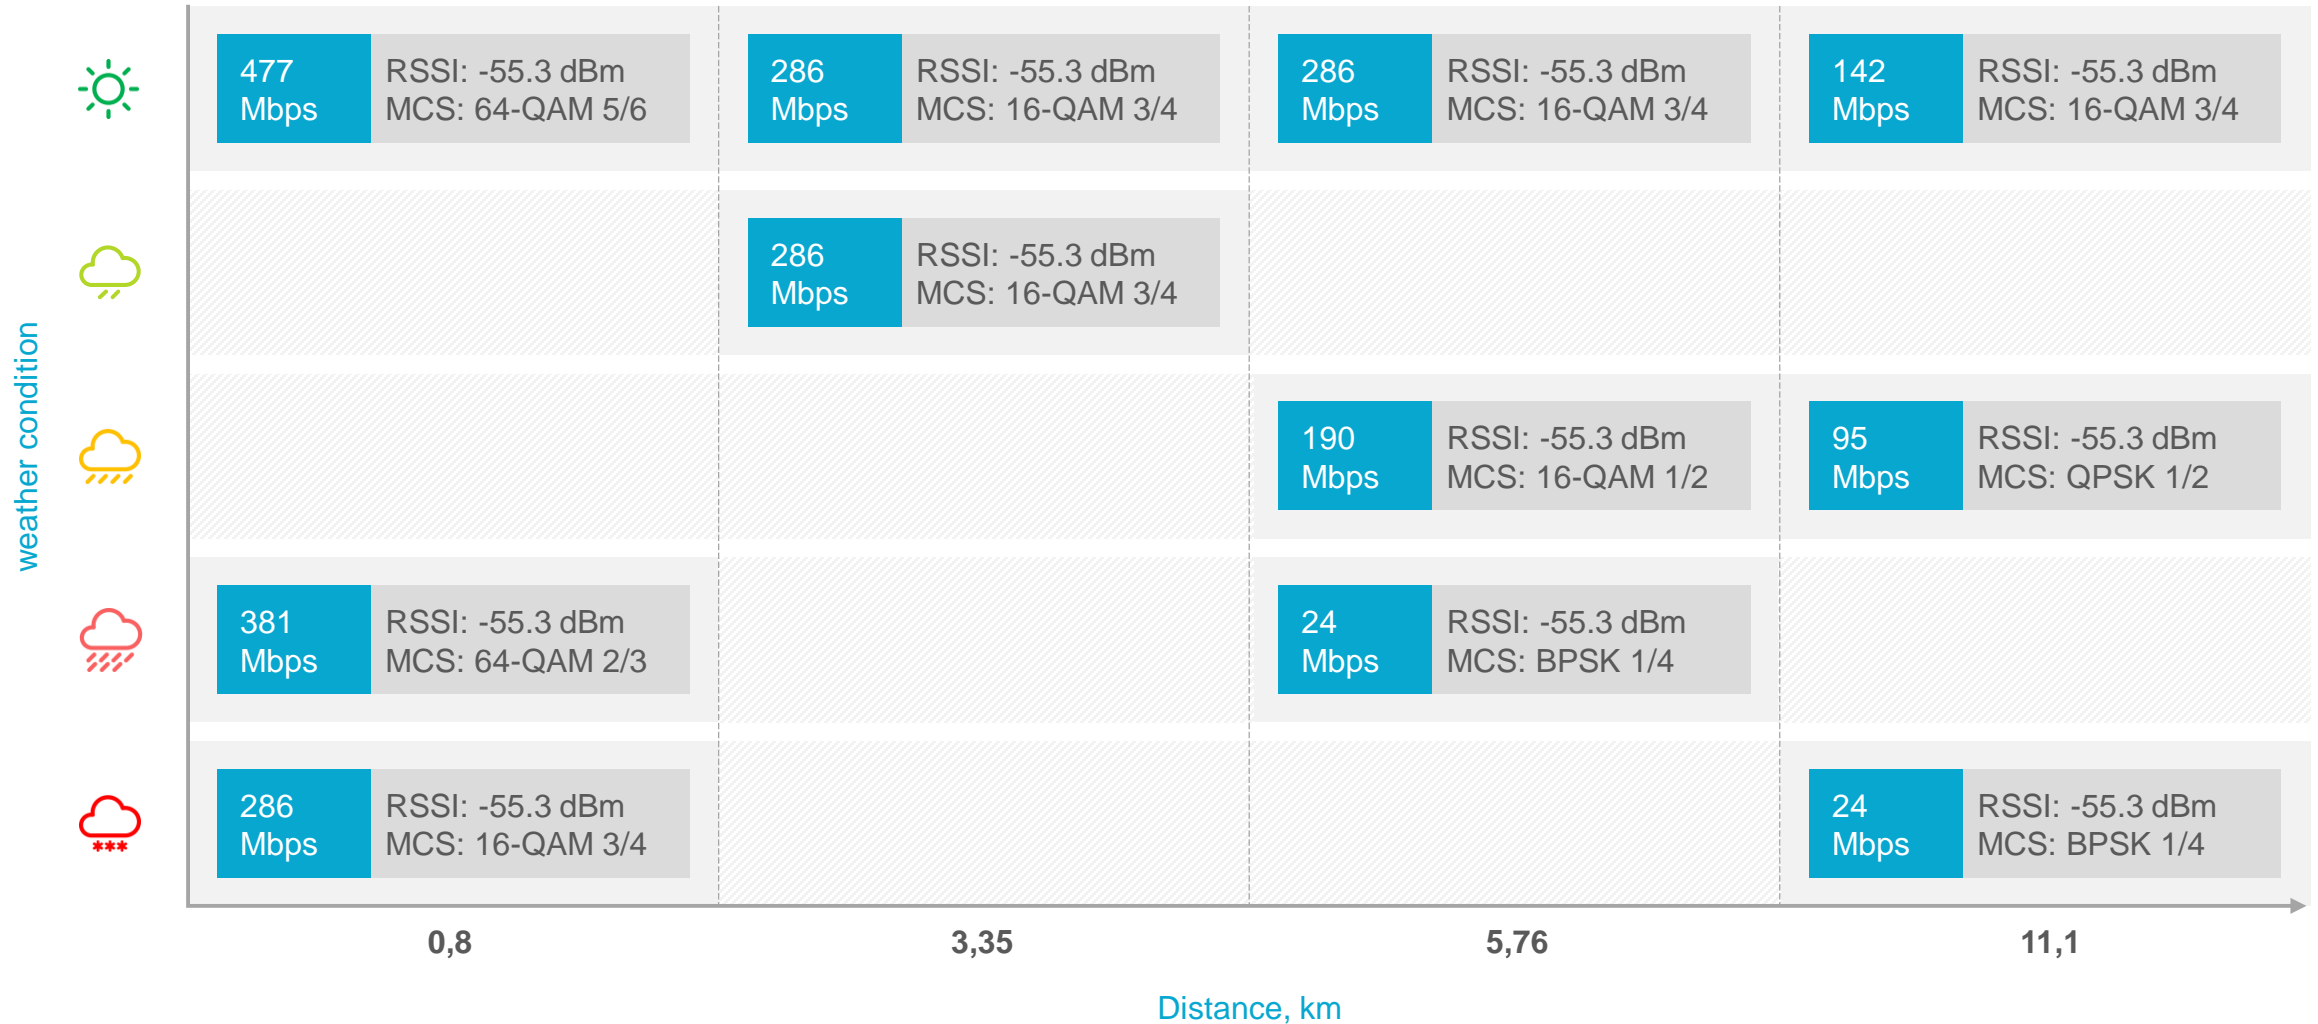 477
Mbps
RSSI: -55.3 dBm
MCS: 64-QAM 5/6
286
Mbps
RSSI: -55.3 dBm
MCS: 16-QAM 3/4
286
Mbps
RSSI: -55.3 dBm
MCS: 16-QAM 3/4
142
Mbps
RSSI: -55.3 dBm
MCS: 16-QAM 3/4
286
Mbps
RSSI: -55.3 dBm
MCS: 16-QAM 3/4
weather condition
190
Mbps
RSSI: -55.3 dBm
MCS: 16-QAM 1/2
95
Mbps
RSSI: -55.3 dBm
MCS: QPSK 1/2
381
Mbps
RSSI: -55.3 dBm
MCS: 64-QAM 2/3
24
Mbps
RSSI: -55.3 dBm
MCS: BPSK 1/4
286
Mbps
RSSI: -55.3 dBm
MCS: 16-QAM 3/4
24
Mbps
RSSI: -55.3 dBm
MCS: BPSK 1/4
0,8
3,35
5,76
11,1
Distance, km